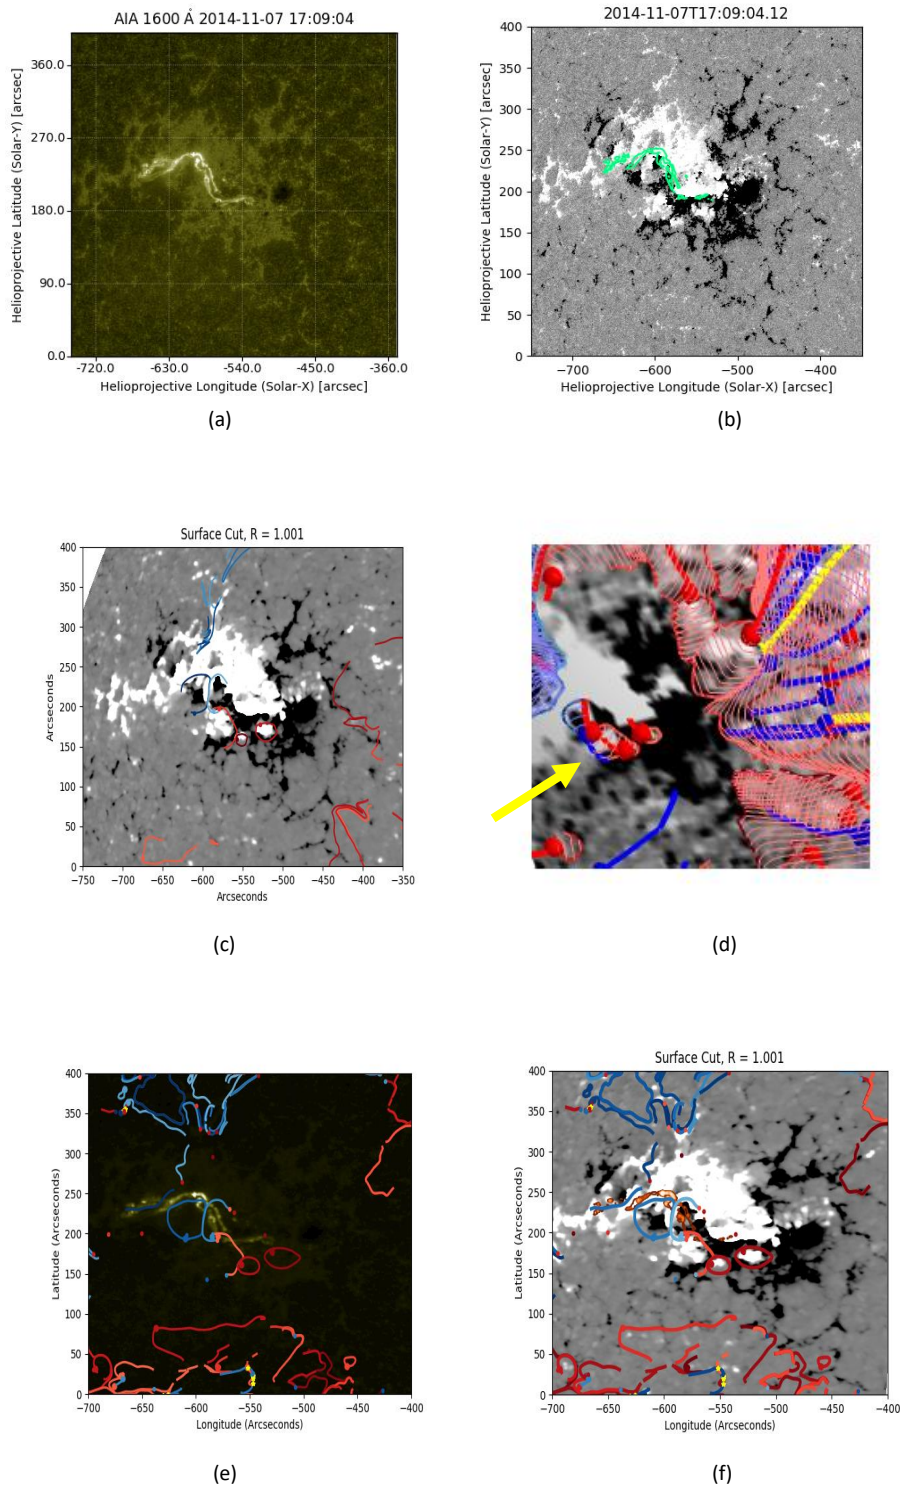 AIA 1600 Å 2014-11-07 17:09:04
Helioprojective Latitude (Solar-Y) [arcsec]
360.0
270.0
180.0
90.0
0.0
-720.0 -630.0 -540.0 -450.0 -360.0
Helioprojective Longitude (Solar-X) [arcsec]
(a)
2014-11-07T17:09:04.12
Helioprojective Latitude (Solar-Y) [arcsec]
400
350
300
250
200
150
100
50
0
−700 −600 −500 −400
Helioprojective Longitude (Solar-X) [arcsec]
(b)
Surface Cut, R = 1.001
Arcseconds
400
350
300
250
200
150
100
50
0
−750 −700 −650 −600 −550 −500 −450 −400 −350
Arcseconds
(c)
(d)
Latitude (Arcseconds)
400
350
300
250
200
150
100
50
0
−700 −650 −600 −550 −500 −450 −400
Longitude (Arcseconds)
(e)
Surface Cut, R = 1.001
Latitude (Arcseconds)
400
350
300
250
200
150
100
50
0
−700 −650 −600 −550 −500 −450 −400
Longitude (Arcseconds)
(f)